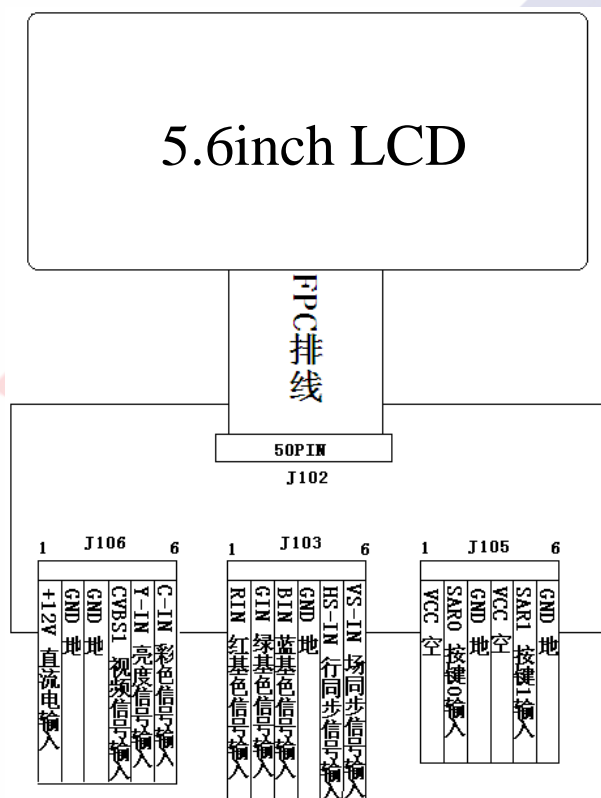 5.6inch LCD
FPC排线
50PIN
J102
1 J106 6
+12V 直流电输入
GND 地
GND 地
CVBS1 视频信号输入
Y-IN 亮度信号输入
C-IN 彩色信号输入
1 J103 6
RIN 红基色信号输入
GIN 绿基色信号输入
BIN 蓝基色信号输入
GND 地
HS-IN 行同步信号输入
VS-IN 场同步信号输入
1 J105 6
VCC 空
SAR0 按键0输入
GND 地
VCC 空
SAR1 按键1输入
GND 地